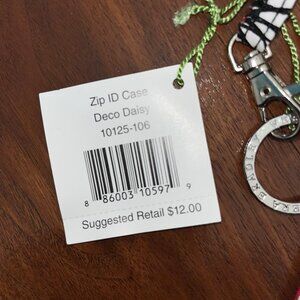 Zip ID Case
Deco Daisy
10125-106
8 86003 10597 9
Suggested Retail $12.00